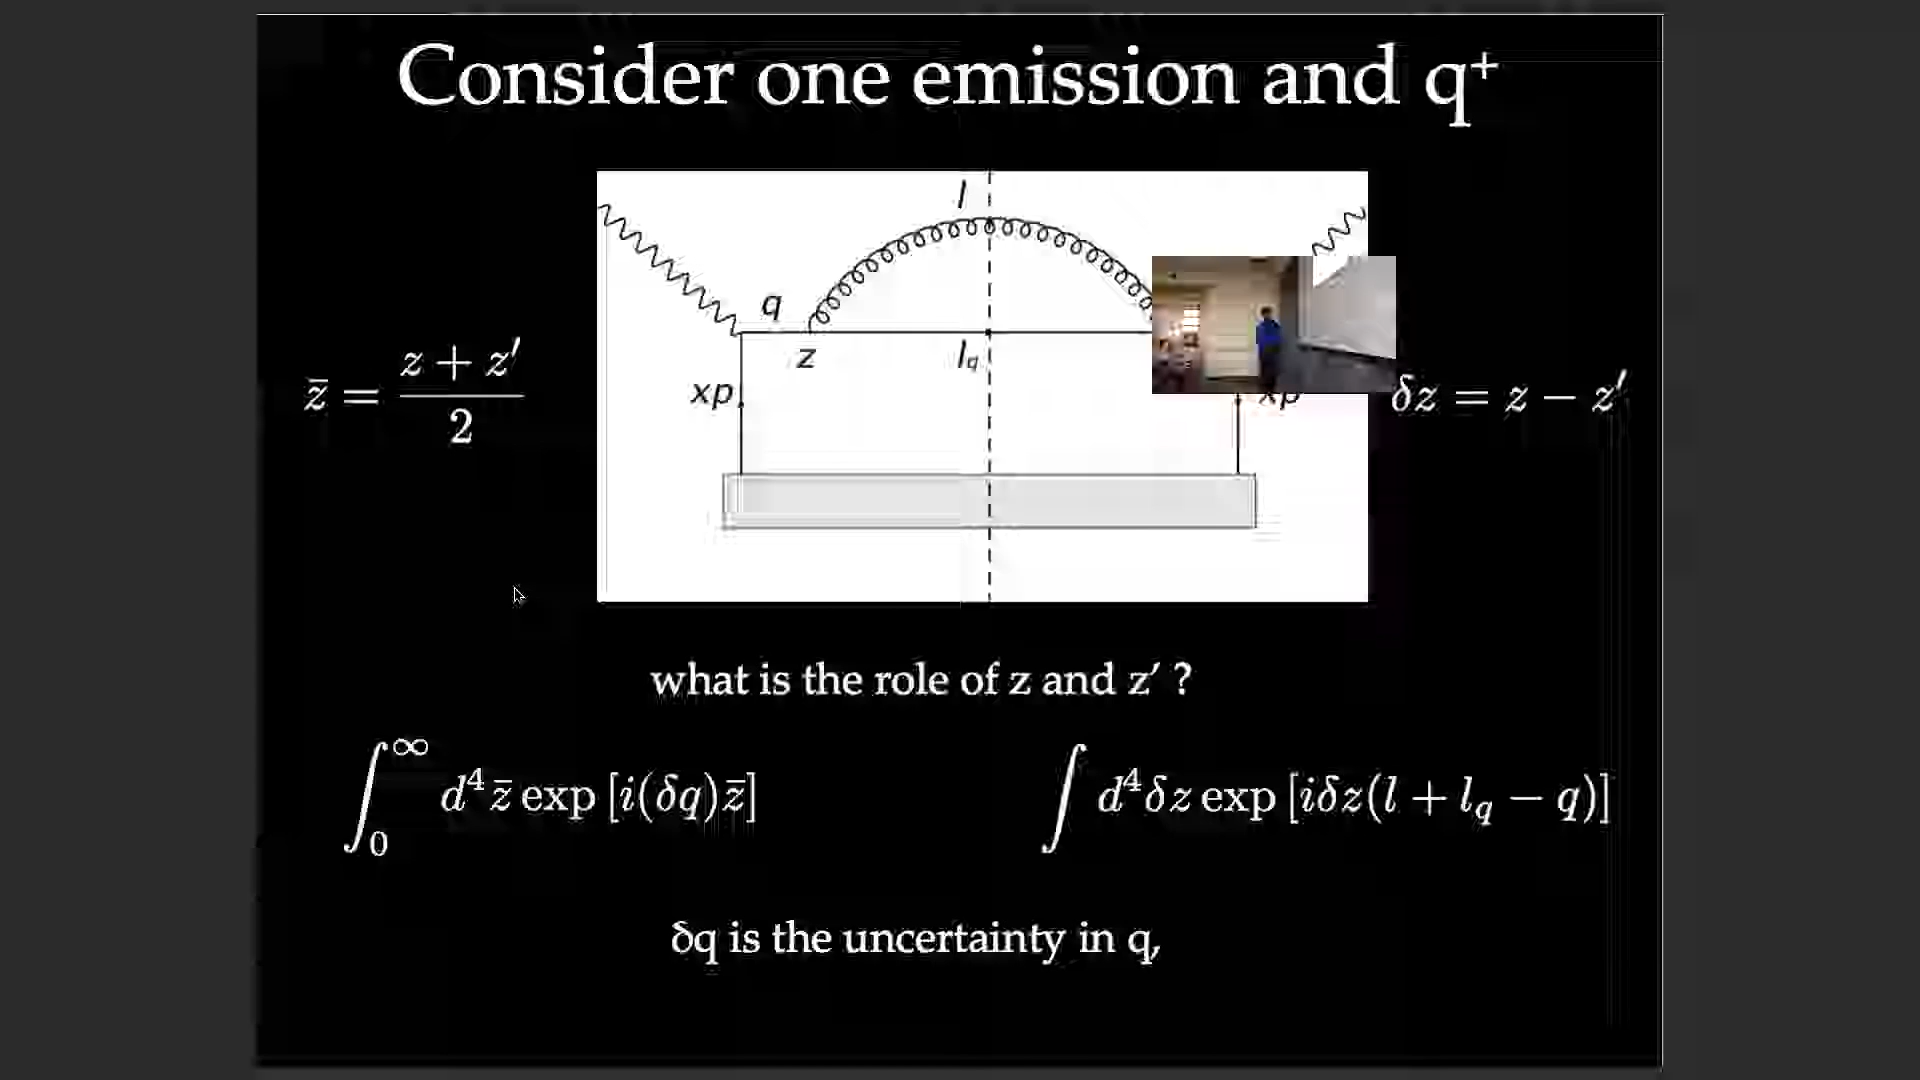 Consider one emission and q⁺
l
q
z
l_q
xp
xp
z̄ = (z + z′)/2
δz = z − z′
what is the role of z and z′ ?
∫₀^∞ d⁴z̄ exp [i(δq)z̄]
∫ d⁴δz exp [iδz(l + l_q − q)]
δq is the uncertainty in q,